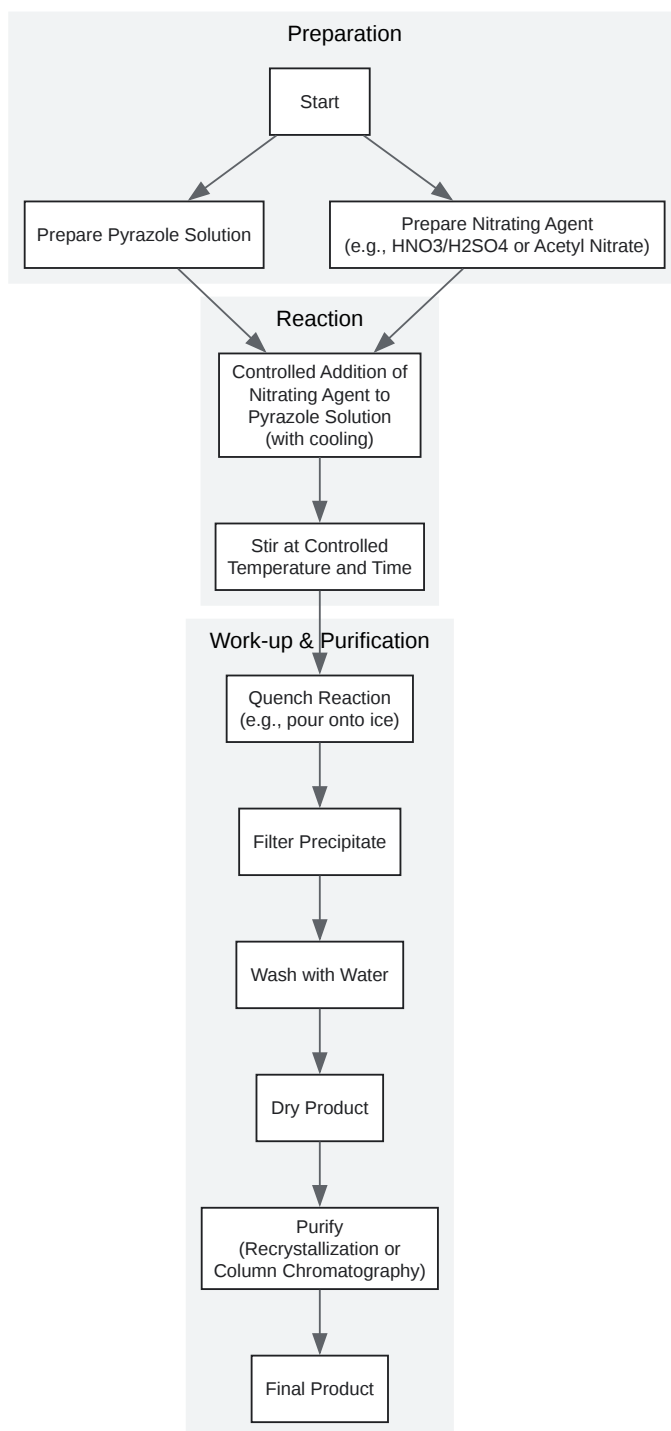 Preparation
Start
Prepare Pyrazole Solution
Prepare Nitrating Agent
(e.g., HNO3/H2SO4 or Acetyl Nitrate)
Reaction
Controlled Addition of
Nitrating Agent to
Pyrazole Solution
(with cooling)
Stir at Controlled
Temperature and Time
Work-up & Purification
Quench Reaction
(e.g., pour onto ice)
Filter Precipitate
Wash with Water
Dry Product
Purify
(Recrystallization or
Column Chromatography)
Final Product